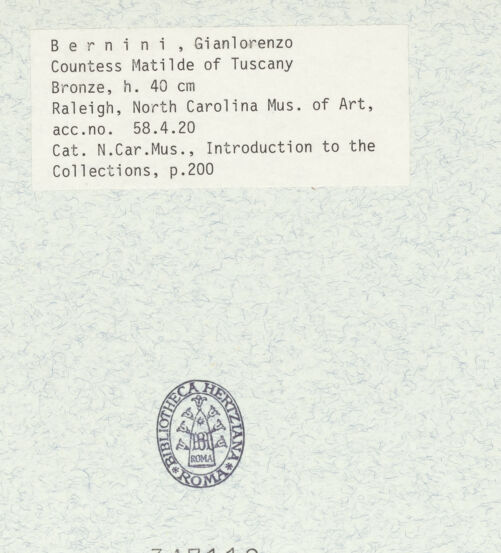 B e r n i n i , Gianlorenzo
Countess Matilde of Tuscany
Bronze, h. 40 cm
Raleigh, North Carolina Mus. of Art,
acc.no.  58.4.20
Cat. N.Car.Mus., Introduction to the
Collections, p.200
BIBLIOTHECA HERTZIANA
ROMA
* ROMA *